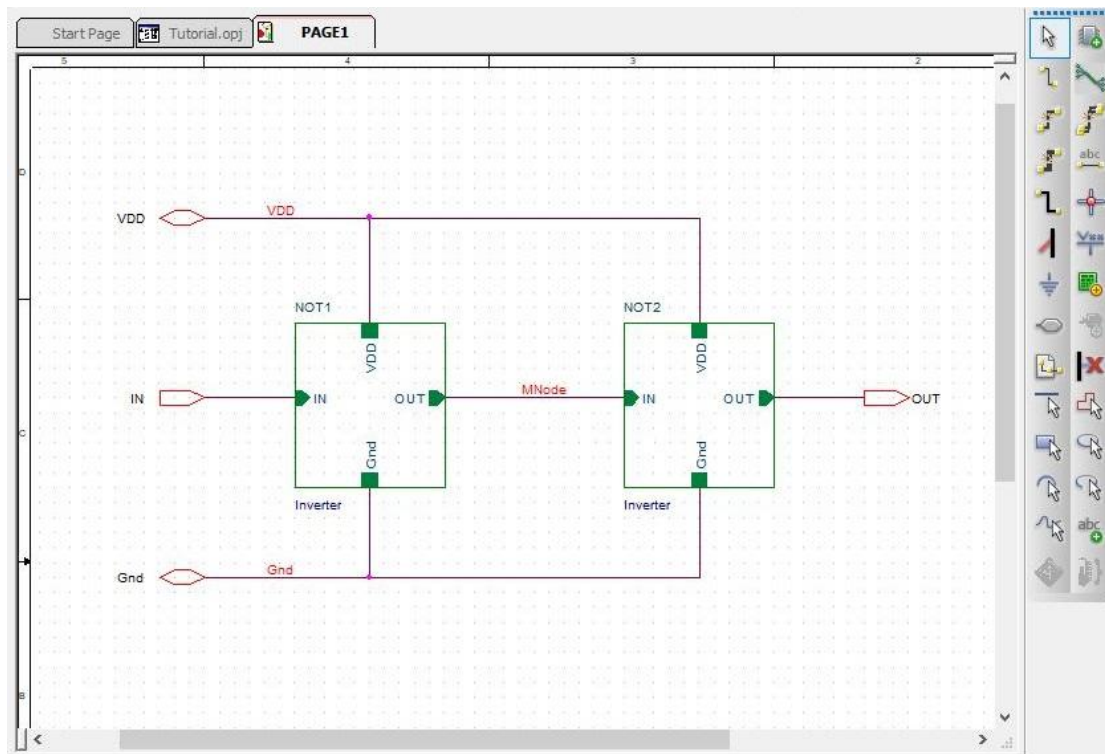 Start Page Tutorial.opj PAGE1
5 4 3 2
D
VDD VDD
NOT1 NOT2
VDD VDD
abc
IN IN OUT MNode IN OUT OUT
C
Gnd Gnd
Inverter Inverter
abc
Gnd Gnd
B